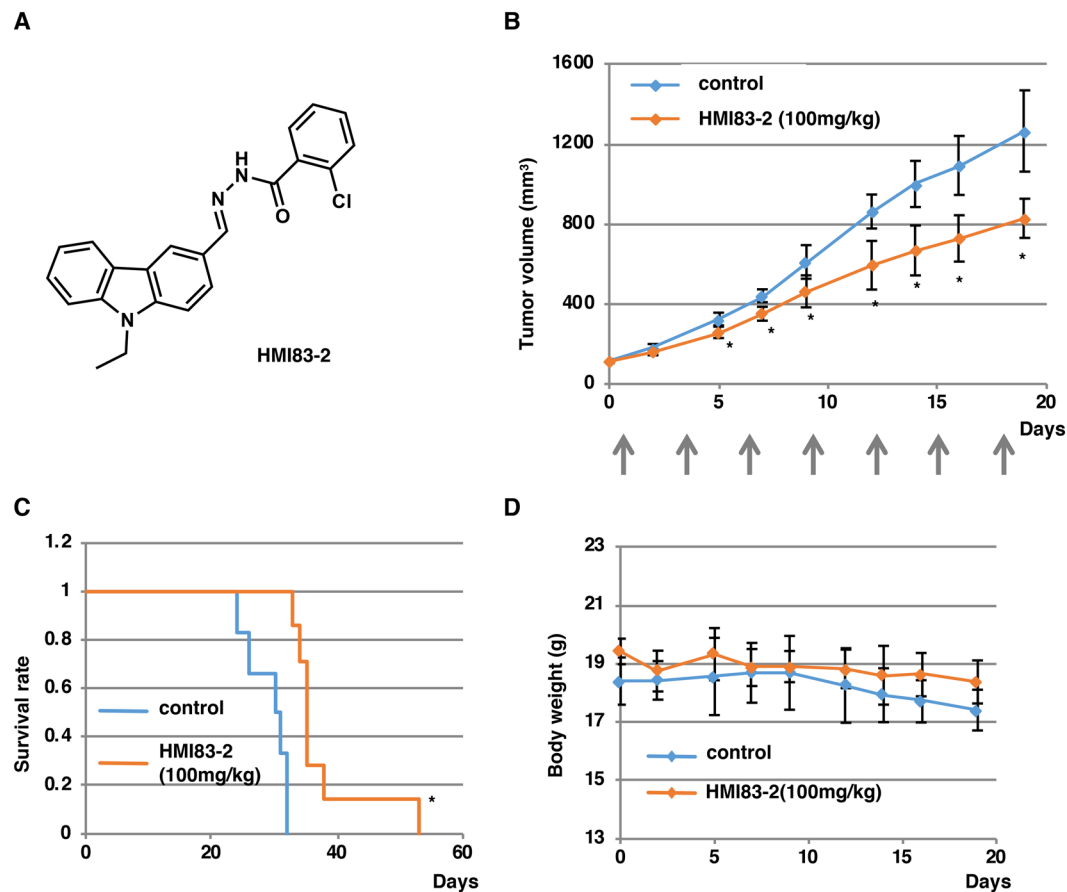 A
H
N
N
O
Cl
N
HMI83-2
B
Tumor volume (mm³)
1600
1200
800
400
0
control
HMI83-2 (100mg/kg)
* * * * * * *
0 5 10 15 20
Days
C
Survival rate
1.2
1
0.8
0.6
0.4
0.2
0
control
HMI83-2
(100mg/kg)
*
0 20 40 60
Days
D
Body weight (g)
23
21
19
17
15
13
control
HMI83-2(100mg/kg)
0 5 10 15 20
Days